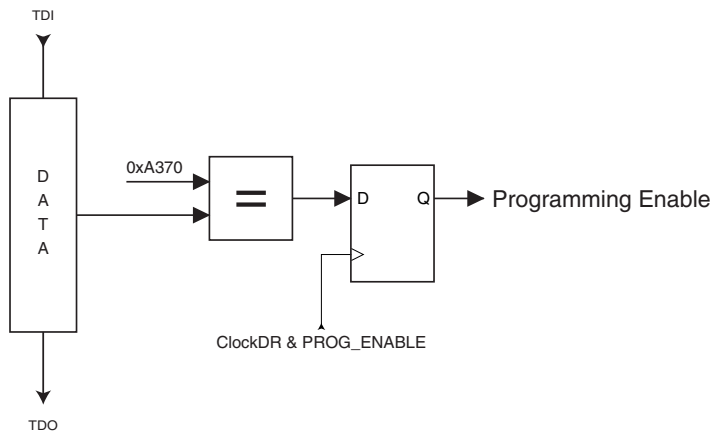 TDI
0xA370
D
A
T
A
=
D
Q
Programming Enable
ClockDR & PROG_ENABLE
TDO